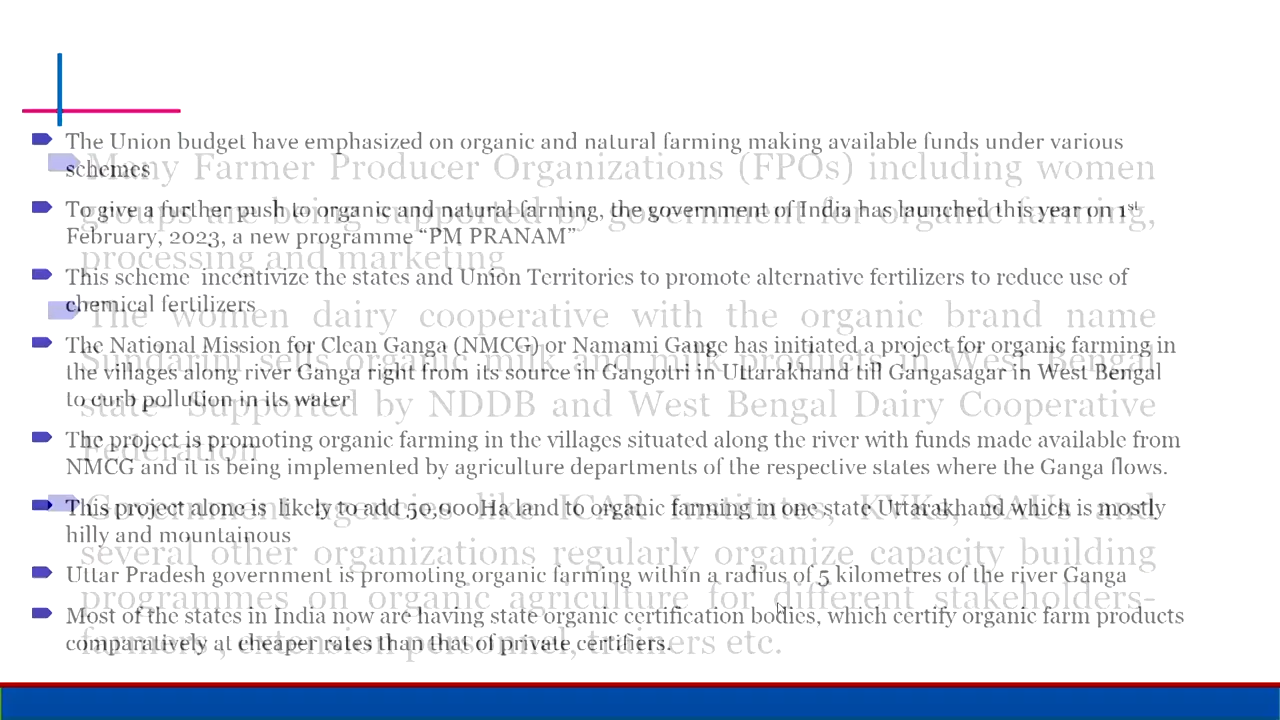 The Union budget have emphasized on organic and natural farming making available funds under various
schemes
To give a further push to organic and natural farming, the government of India has launched this year on 1st
February, 2023, a new programme “PM PRANAM”
This scheme incentivize the states and Union Territories to promote alternative fertilizers to reduce use of
chemical fertilizers
The National Mission for Clean Ganga (NMCG) or Namami Gange has initiated a project for organic farming in
the villages along river Ganga right from its source in Gangotri in Uttarakhand till Gangasagar in West Bengal
to curb pollution in its water
The project is promoting organic farming in the villages situated along the river with funds made available from
NMCG and it is being implemented by agriculture departments of the respective states where the Ganga flows.
This project alone is likely to add 50,000Ha land to organic farming in one state Uttarakhand which is mostly
hilly and mountainous
Uttar Pradesh government is promoting organic farming within a radius of 5 kilometres of the river Ganga
Most of the states in India now are having state organic certification bodies, which certify organic farm products
comparatively at cheaper rates than that of private certifiers.
Many Farmer Producer Organizations (FPOs) including women
groups are being supported by government for organic farming,
processing and marketing
The women dairy cooperative with the organic brand name
Sundarini sells organic milk and milk products in West Bengal
state- Supported by NDDB and West Bengal Dairy Cooperative
Federation
Government agencies like ICAR Institutes, KVKs, SAUs and
several other organizations regularly organize capacity building
programmes on organic agriculture for different stakeholders-
farmers, extension personnel, trainers etc.